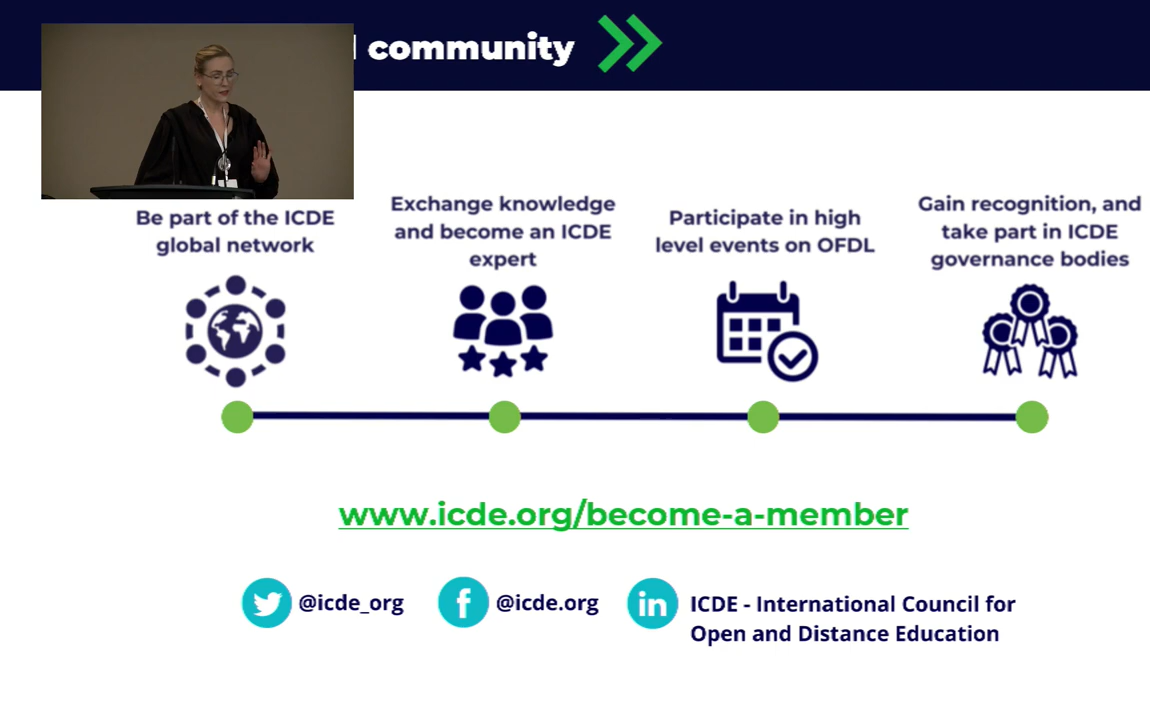 community
Be part of the ICDE
global network
Exchange knowledge
and become an ICDE
expert
Participate in high
level events on OFDL
Gain recognition, and
take part in ICDE
governance bodies
www.icde.org/become-a-member
@icde_org
@icde.org
ICDE - International Council for
Open and Distance Education